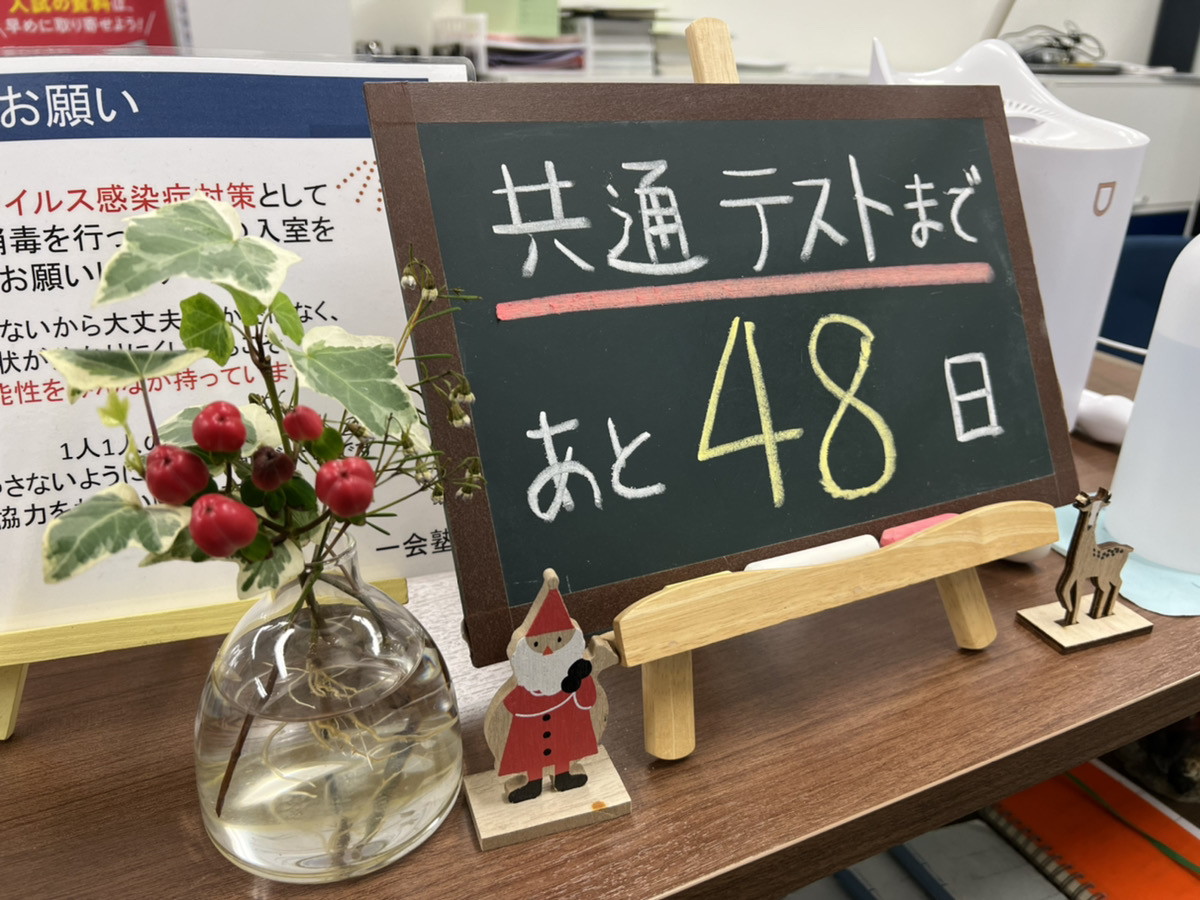 入試の資料は、
早めに取り寄せよう！
お願い
イルス感染症対策として
消毒を行っ
入室を
お願いし
ないから大丈夫
なく、
状が
能性を
が持っていま
1人1人の
さないように
協力を
一会塾
共通テストまで
あと48日